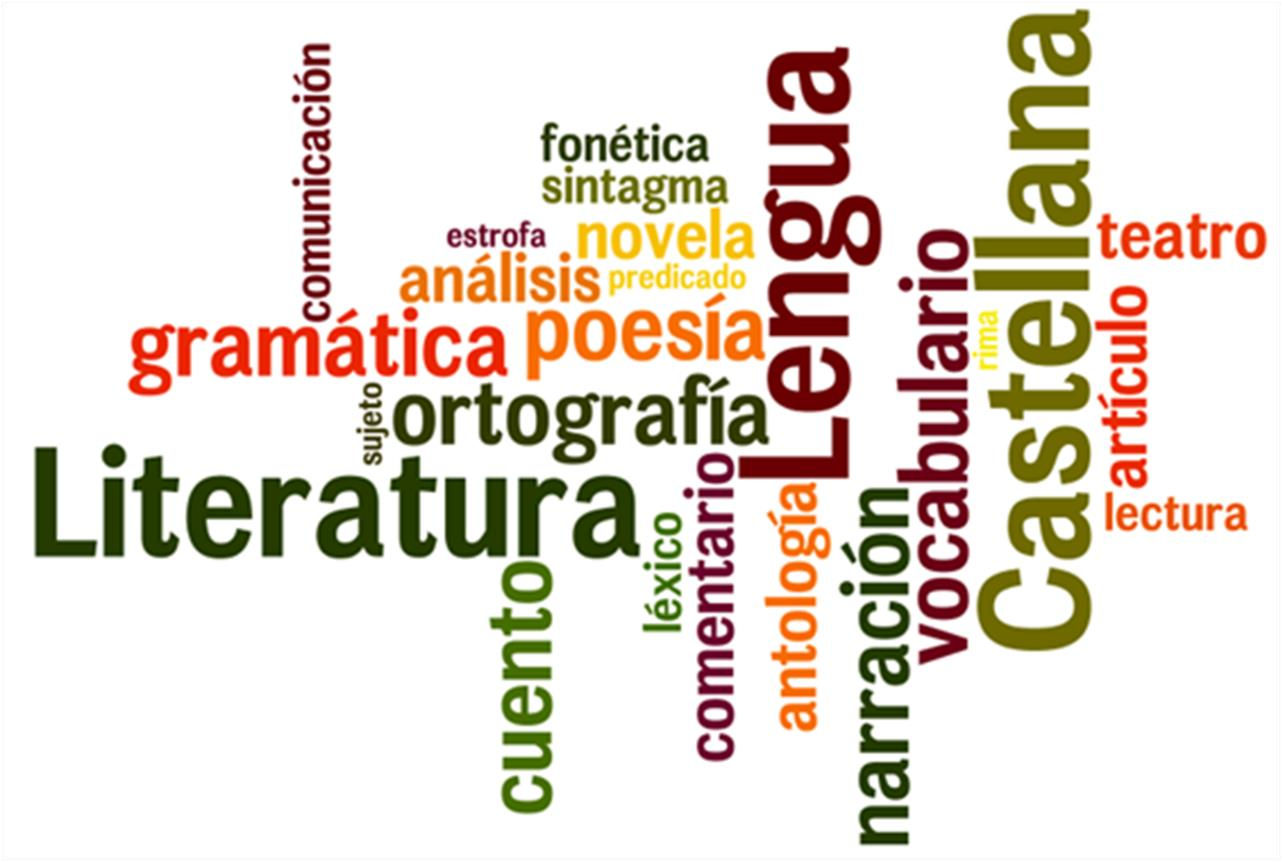 comunicación
fonética
sintagma
estrofa
novela
análisis
predicado
gramática
poesía
sujeto
ortografía
Literatura
cuento
léxico
comentario
Lengua
antología
narración
vocabulario
rima
Castellana
teatro
artículo
lectura